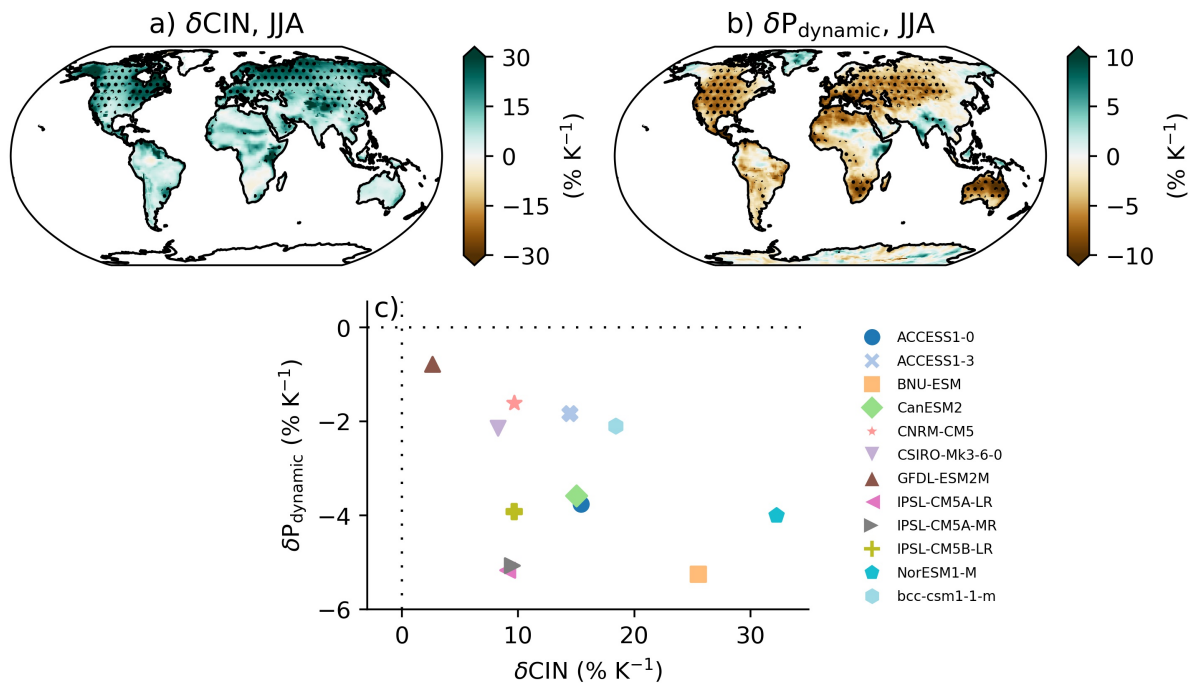 a) δCIN, JJA
30
15
0
−15
−30
(% K⁻¹)
b) δP_dynamic, JJA
10
5
0
−5
−10
(% K⁻¹)
c)
0
−2
−4
−6
δP_dynamic (% K⁻¹)
0 10 20 30
δCIN (% K⁻¹)
ACCESS1-0
ACCESS1-3
BNU-ESM
CanESM2
CNRM-CM5
CSIRO-Mk3-6-0
GFDL-ESM2M
IPSL-CM5A-LR
IPSL-CM5A-MR
IPSL-CM5B-LR
NorESM1-M
bcc-csm1-1-m